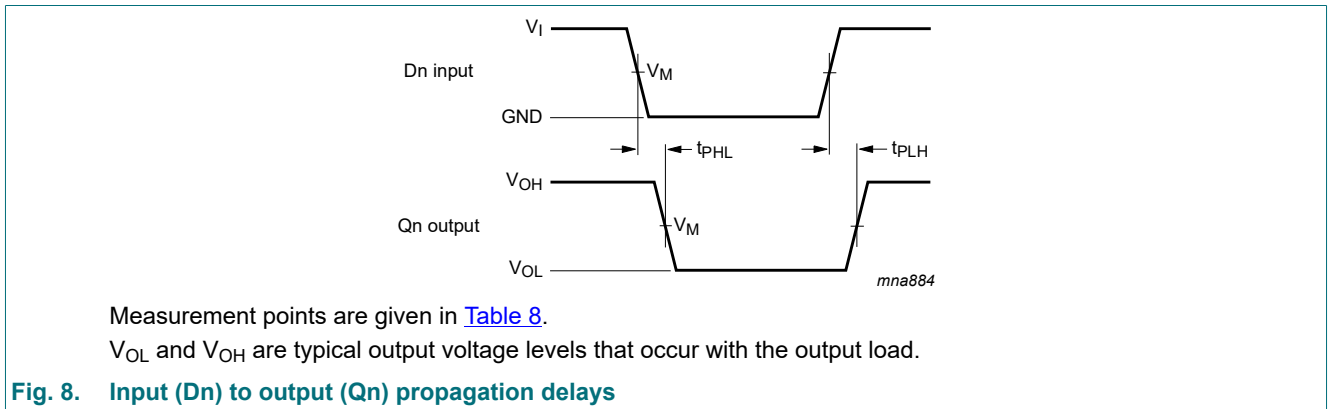 VI
Dn input
VM
GND
tPHL
tPLH
VOH
Qn output
VM
VOL
mna884
Measurement points are given in Table 8.
VOL and VOH are typical output voltage levels that occur with the output load.
Fig. 8. Input (Dn) to output (Qn) propagation delays